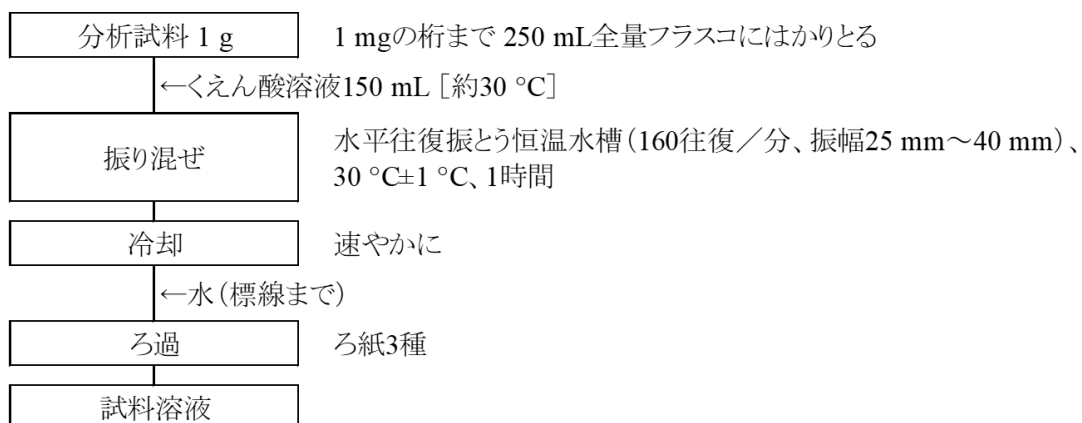 分析試料 1 g
1 mgの桁まで 250 mL全量フラスコにはかりとる
←くえん酸溶液150 mL［約30 °C］
振り混ぜ
水平往復振とう恒温水槽（160往復／分、振幅25 mm～40 mm）、
30 °C±1 °C、1時間
冷却
速やかに
←水（標線まで）
ろ過
ろ紙3種
試料溶液